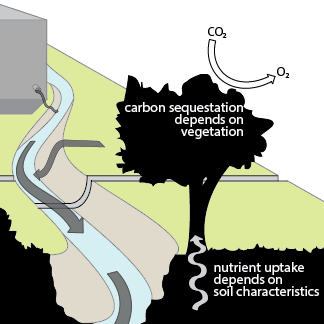 CO₂
O₂
carbon sequestation
depends on
vegetation
nutrient uptake
depends on
soil characteristics